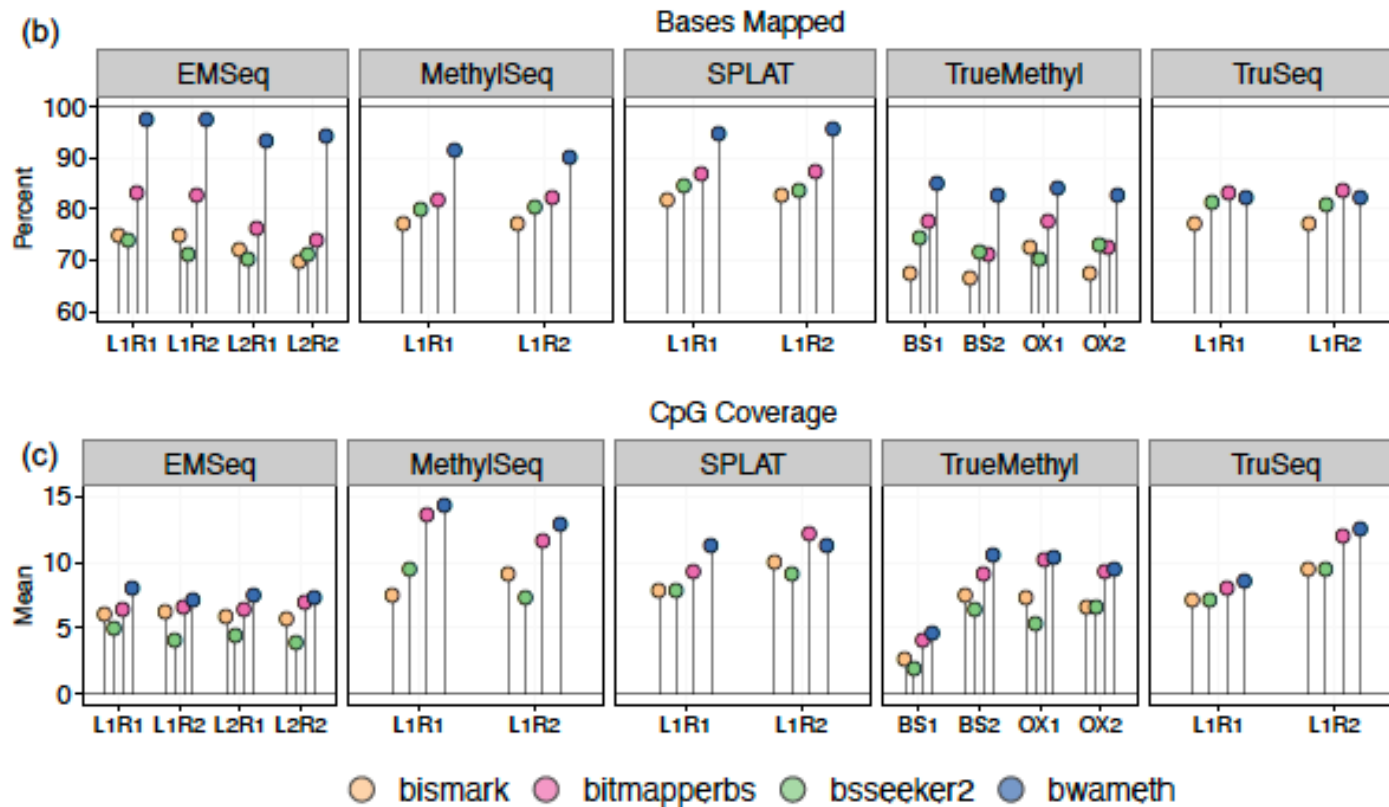 (b)
Bases Mapped
EMSeq MethylSeq SPLAT TrueMethyl TruSeq
100
90
80
70
60
Percent
L1R1 L1R2 L2R1 L2R2 L1R1 L1R2 L1R1 L1R2 BS1 BS2 OX1 OX2 L1R1 L1R2
CpG Coverage
(c)
EMSeq MethylSeq SPLAT TrueMethyl TruSeq
15
10
5
0
Mean
L1R1 L1R2 L2R1 L2R2 L1R1 L1R2 L1R1 L1R2 BS1 BS2 OX1 OX2 L1R1 L1R2
bismark bitmapperbs bsseeker2 bwameth